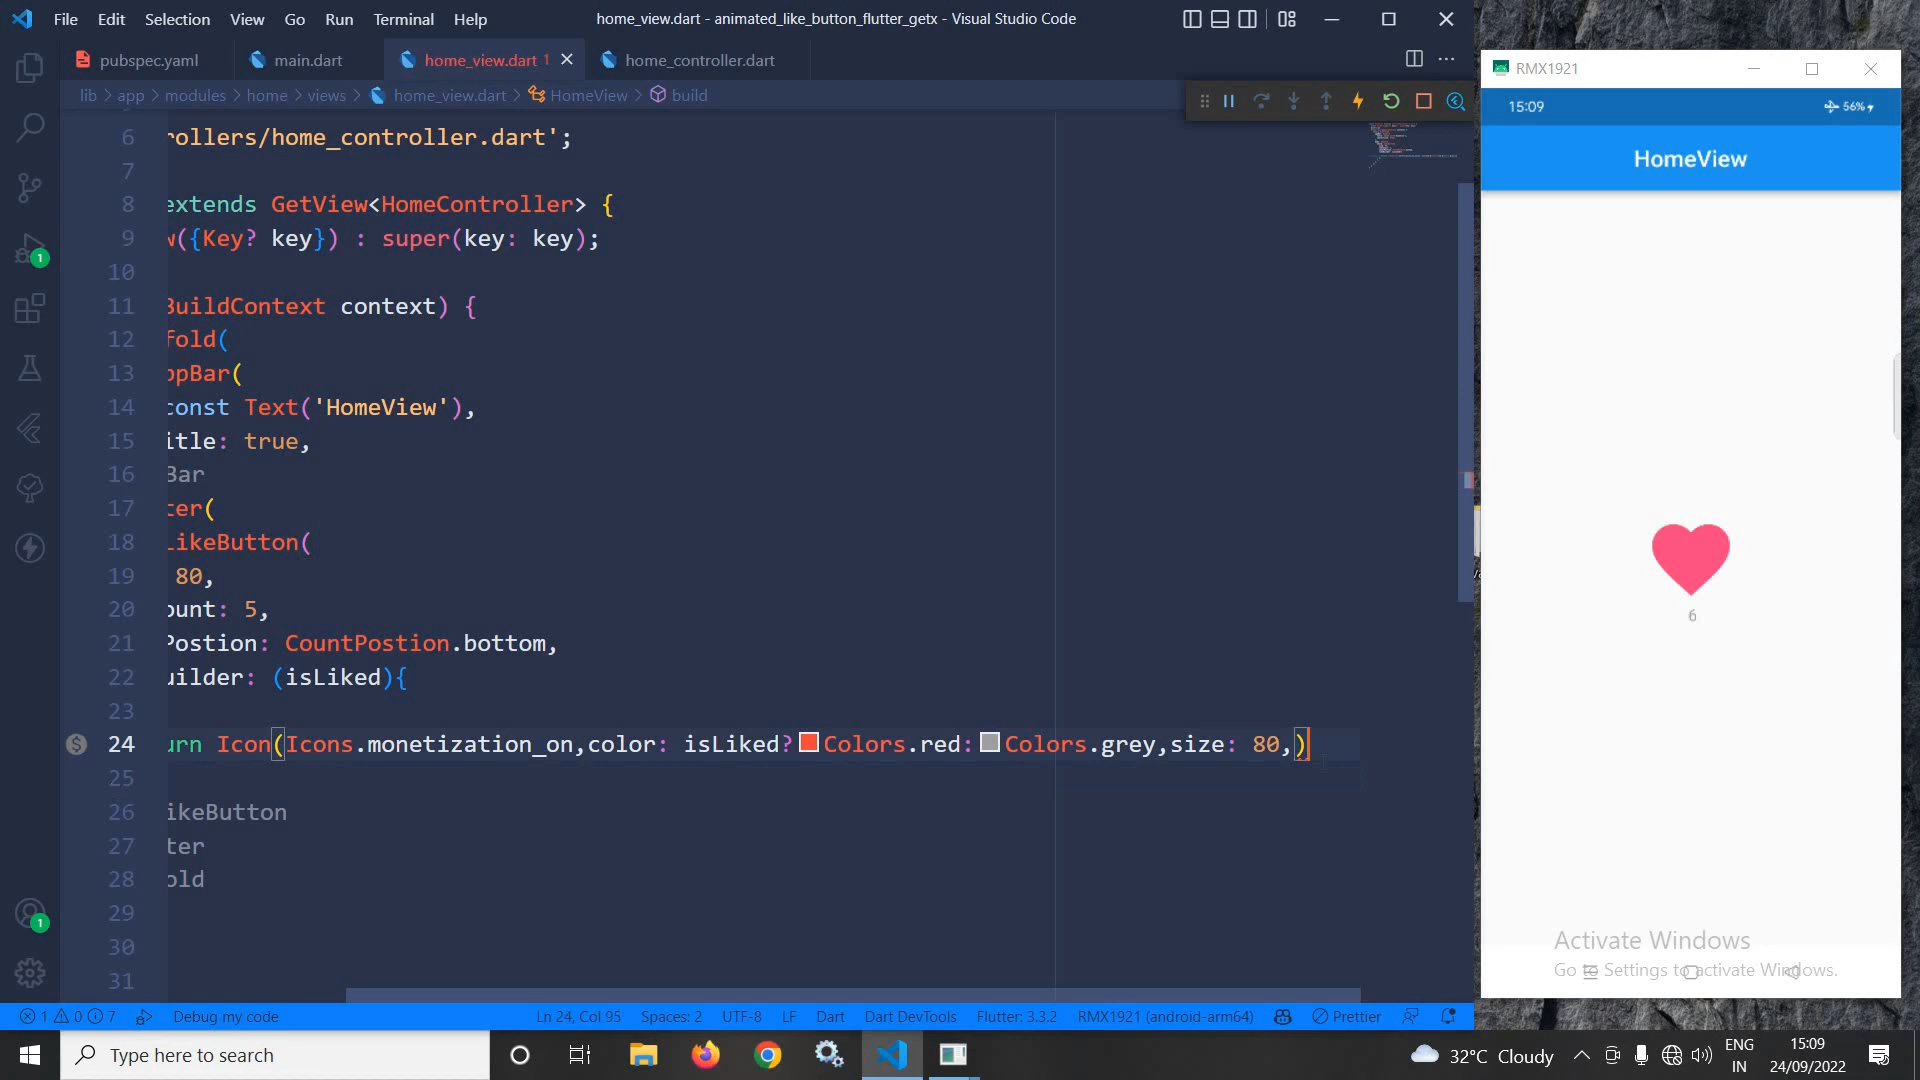 File Edit Selection View Go Run Terminal Help
home_view.dart - animated_like_button_flutter_getx - Visual Studio Code
pubspec.yaml main.dart home_view.dart 1 home_controller.dart
lib > app > modules > home > views > home_view.dart > HomeView > build
6 rollers/home_controller.dart';
7
8 extends GetView<HomeController> {
9 w({Key? key}) : super(key: key);
10
11 BuildContext context) {
12 fold(
13 ppBar(
14 const Text('HomeView'),
15 itle: true,
16 Bar
17 ter(
18 LikeButton(
19 80,
20 ount: 5,
21 Postion: CountPostion.bottom,
22 uilder: (isLiked){
23
24 urn Icon(Icons.monetization_on,color: isLiked?Colors.red:Colors.grey,size: 80,)
25
26 ikeButton
27 ter
28 old
29
30
31
1 0 7 Debug my code Ln 24, Col 95 Spaces: 2 UTF-8 LF Dart Dart DevTools Flutter: 3.3.2 RMX1921 (android-arm64) Prettier
RMX1921
15:09 56%
HomeView
6
Activate Windows
Go to Settings to activate Windows.
Type here to search
32°C Cloudy
ENG
IN
15:09
24/09/2022
1
1